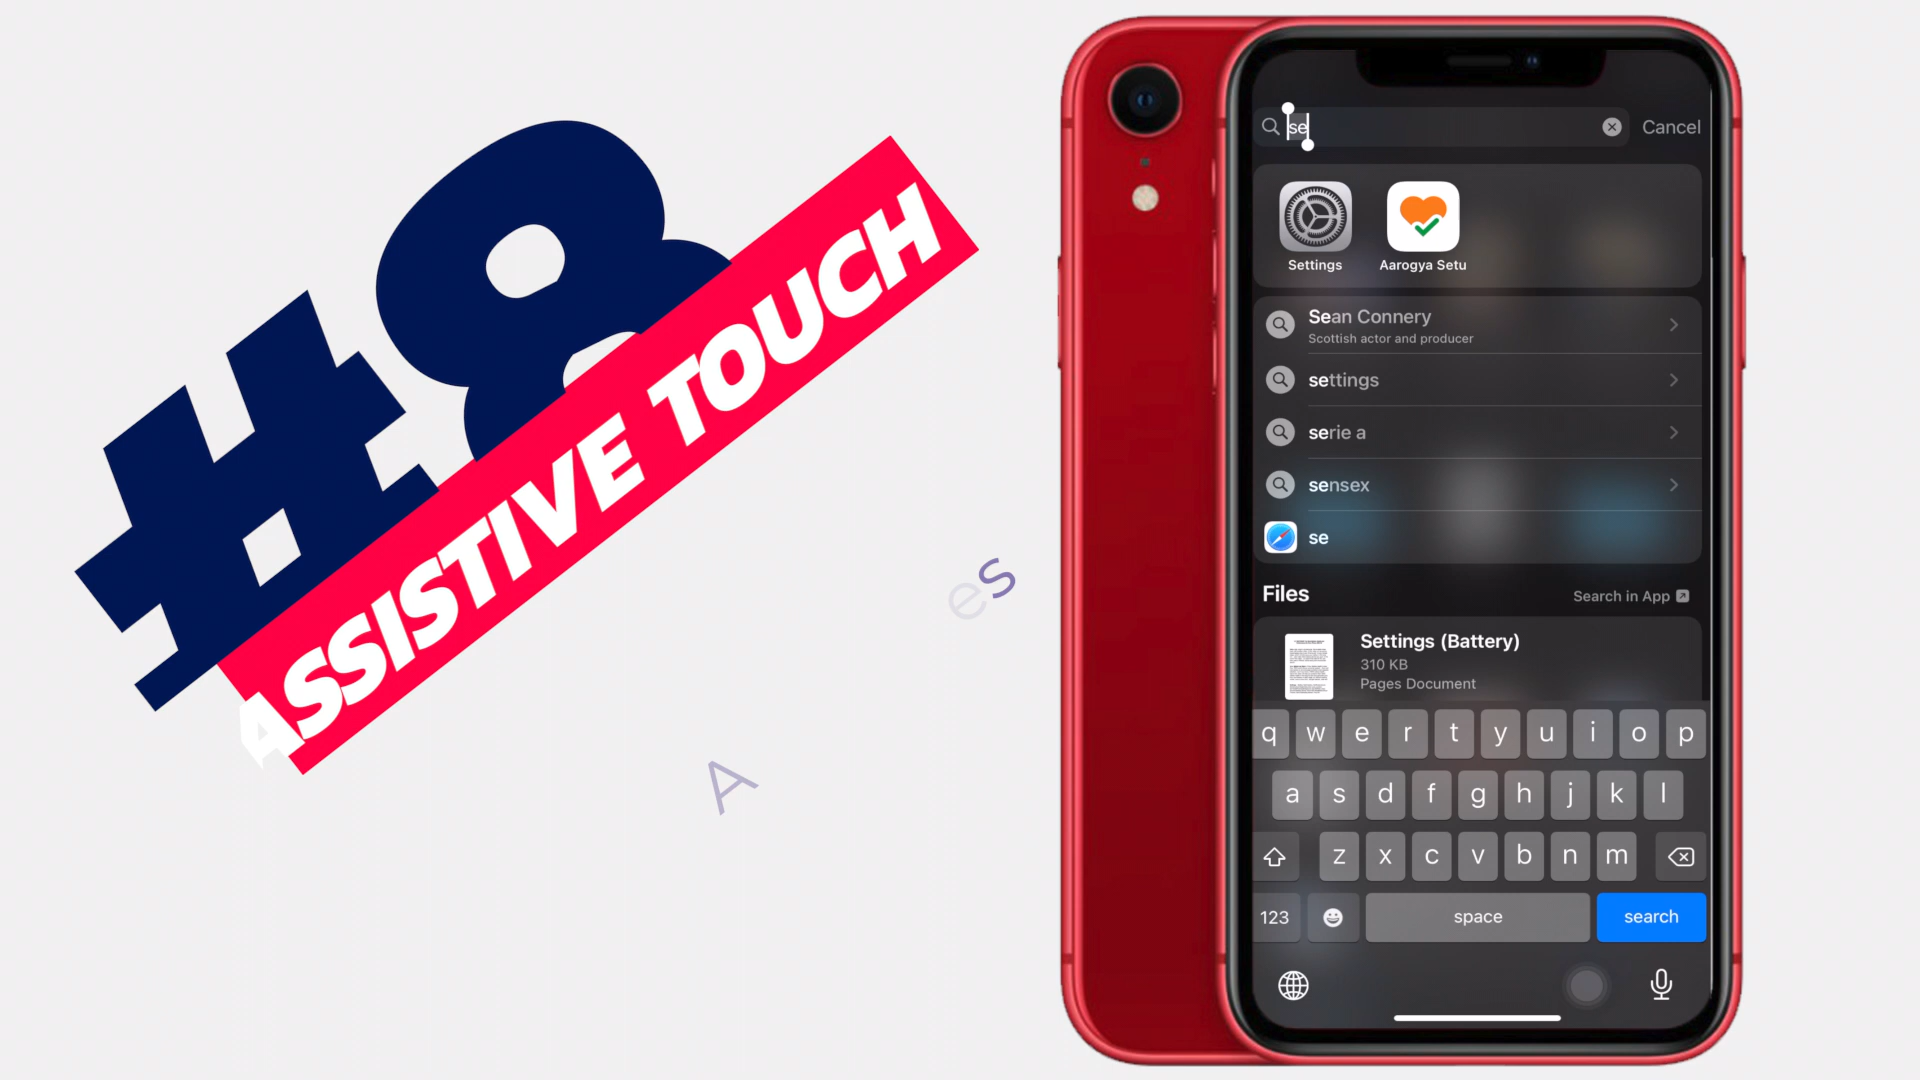 #8
ASSISTIVE TOUCH
A
es
se
Cancel
Settings
Aarogya Setu
Sean Connery
Scottish actor and producer
settings
serie a
sensex
se
Files
Search in App
Settings (Battery)
310 KB
Pages Document
q w e r t y u i o p
a s d f g h j k l
z x c v b n m
123
space
search